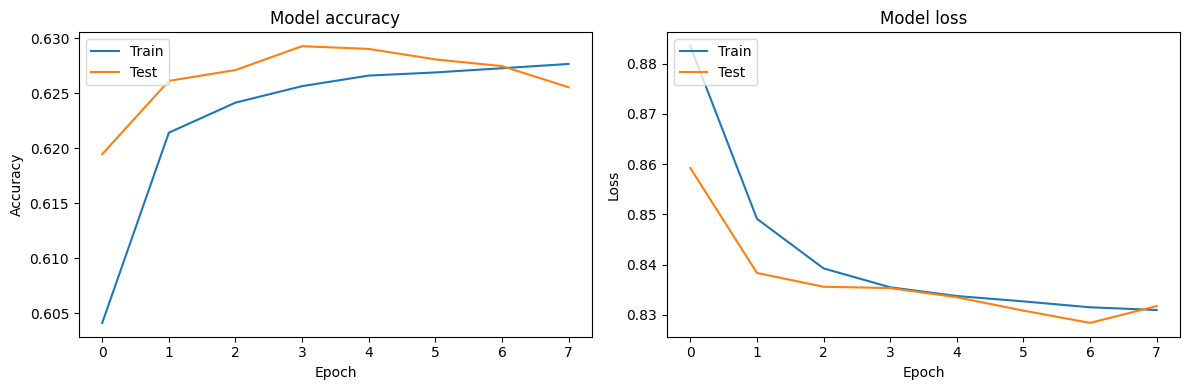 Model accuracy
Train
Test
0.630
0.625
0.620
0.615
0.610
0.605
Accuracy
0 1 2 3 4 5 6 7
Epoch
Model loss
Train
Test
0.88
0.87
0.86
0.85
0.84
0.83
Loss
0 1 2 3 4 5 6 7
Epoch